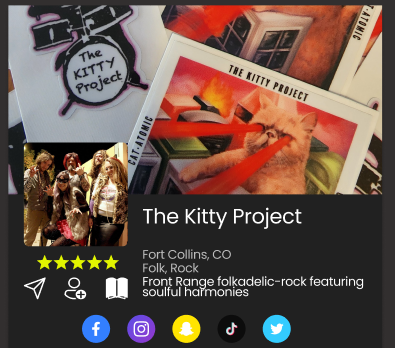 The
KITTY
Project
THE KITTY PROJECT
CAT-ATOMIC
The Kitty Project
Fort Collins, CO
Folk, Rock
Front Range folkadelic-rock featuring
soulful harmonies